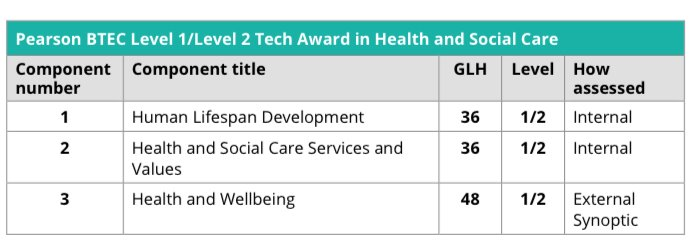 Pearson BTEC Level 1/Level 2 Tech Award in Health and Social Care
Component number Component title GLH Level How assessed
1 Human Lifespan Development 36 1/2 Internal
2 Health and Social Care Services and Values 36 1/2 Internal
3 Health and Wellbeing 48 1/2 External Synoptic